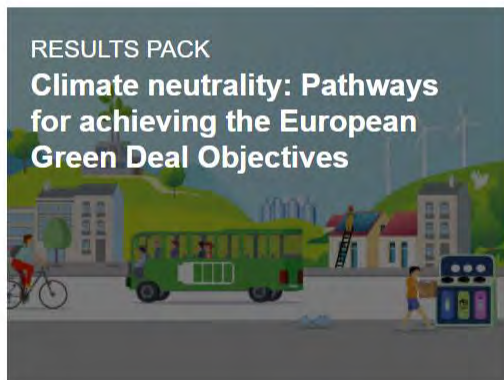 RESULTS PACK
Climate neutrality: Pathways
for achieving the European
Green Deal Objectives